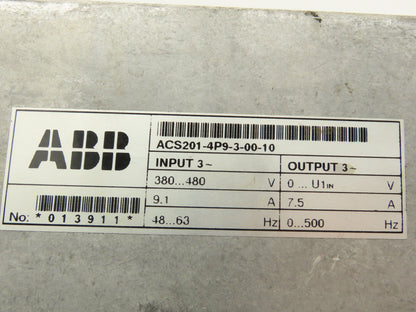 ABB
ACS201-4P9-3-00-10
INPUT 3~ OUTPUT 3~
380...480 V 0 ... U1IN V
9.1 A 7.5 A
48...63 Hz 0...500 Hz
No: *013911*